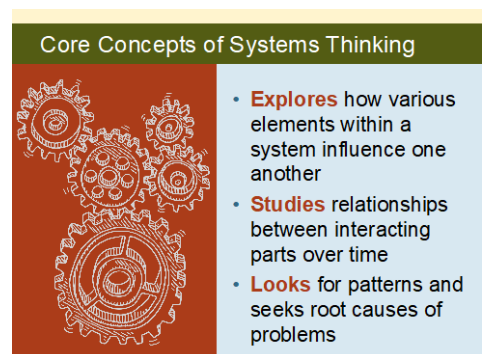 Core Concepts of Systems Thinking
• Explores how various
elements within a
system influence one
another
• Studies relationships
between interacting
parts over time
• Looks for patterns and
seeks root causes of
problems